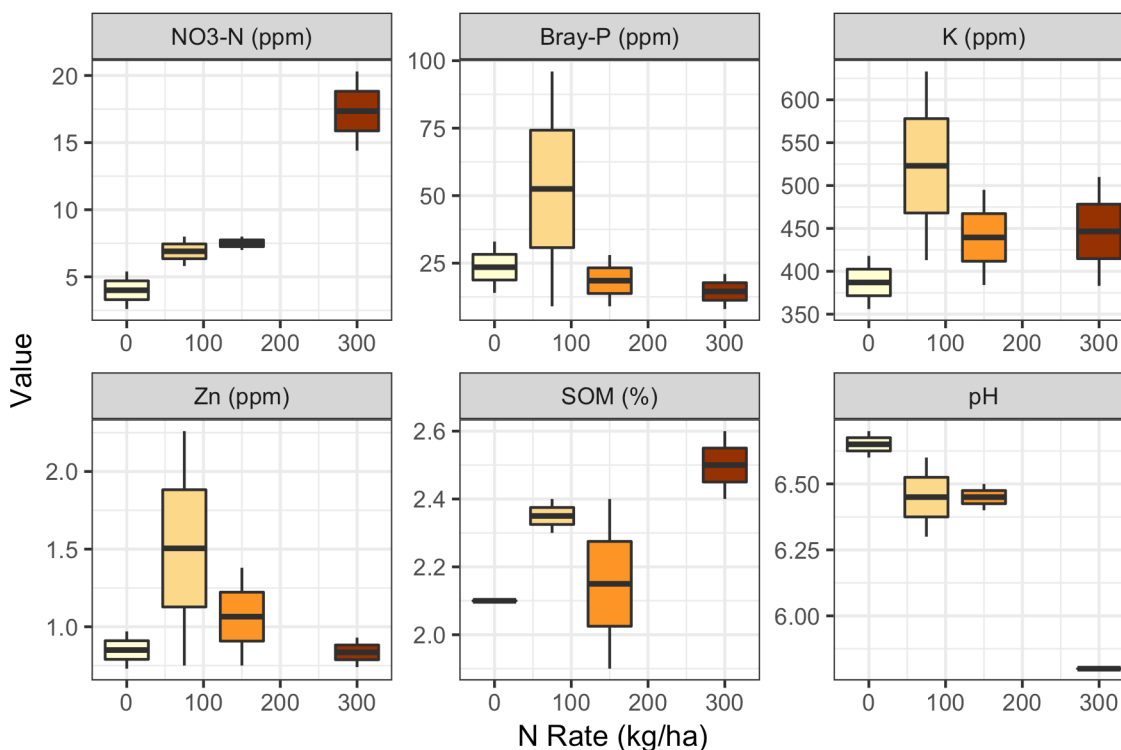 NO3-N (ppm)
Bray-P (ppm)
K (ppm)
20
15
10
5
0 100 200 300
100
75
50
25
0 100 200 300
600
550
500
450
400
350
0 100 200 300
Value
Zn (ppm)
SOM (%)
pH
2.0
1.5
1.0
0 100 200 300
2.6
2.4
2.2
2.0
0 100 200 300
6.50
6.25
6.00
0 100 200 300
N Rate (kg/ha)